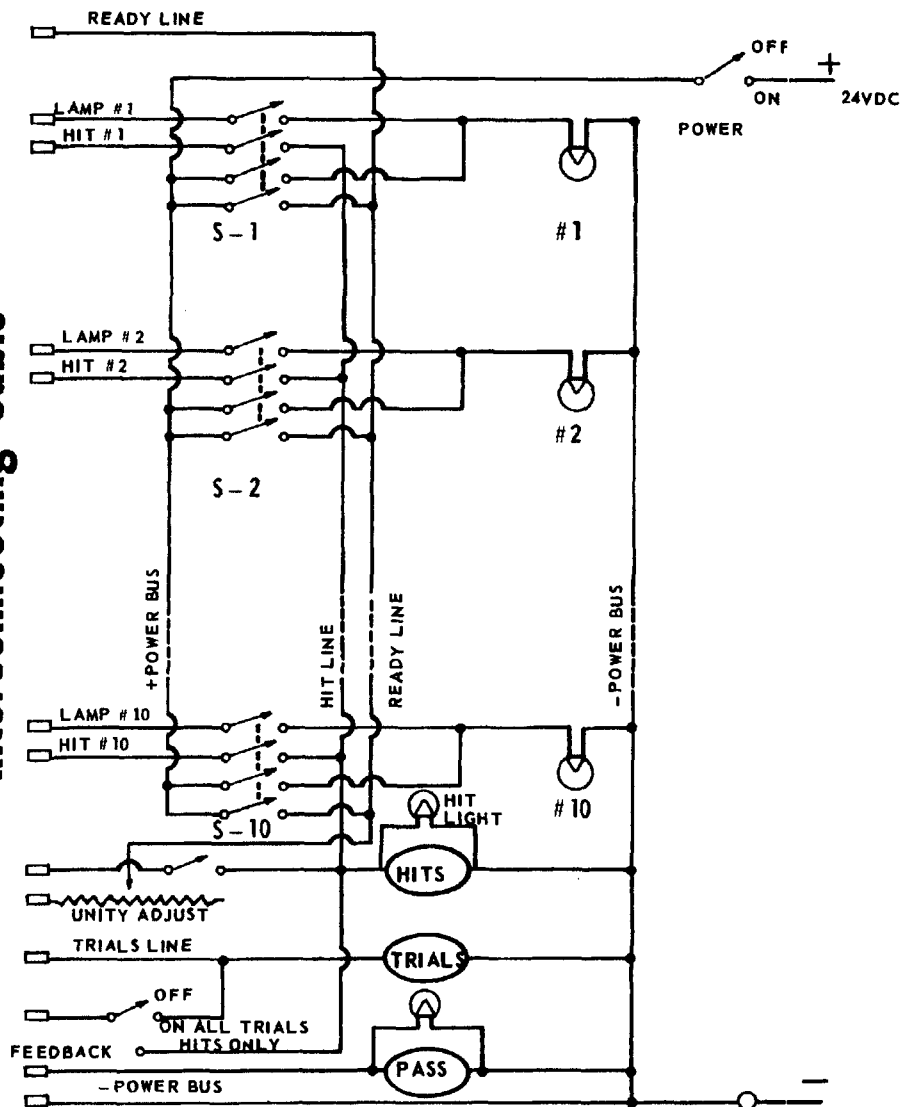 READY LINE
OFF
+
ON
24VDC
POWER
LAMP #1
HIT #1
S-1
#1
LAMP #2
HIT #2
S-2
#2
+POWER BUS
HIT LINE
READY LINE
-POWER BUS
LAMP #10
HIT #10
S-10
#10
HIT
LIGHT
HITS
UNITY ADJUST
TRIALS LINE
TRIALS
OFF
ON ALL TRIALS
HITS ONLY
FEEDBACK
PASS
-POWER BUS
-